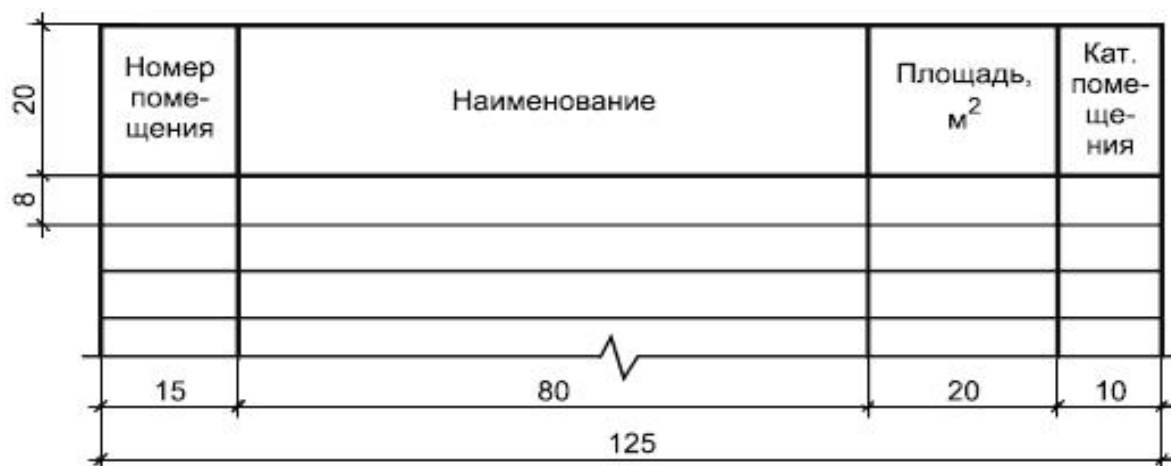 Номер
поме-
щения
Наименование
Площадь,
м²
Кат.
поме-
ще-
ния
20
8
15
80
20
10
125